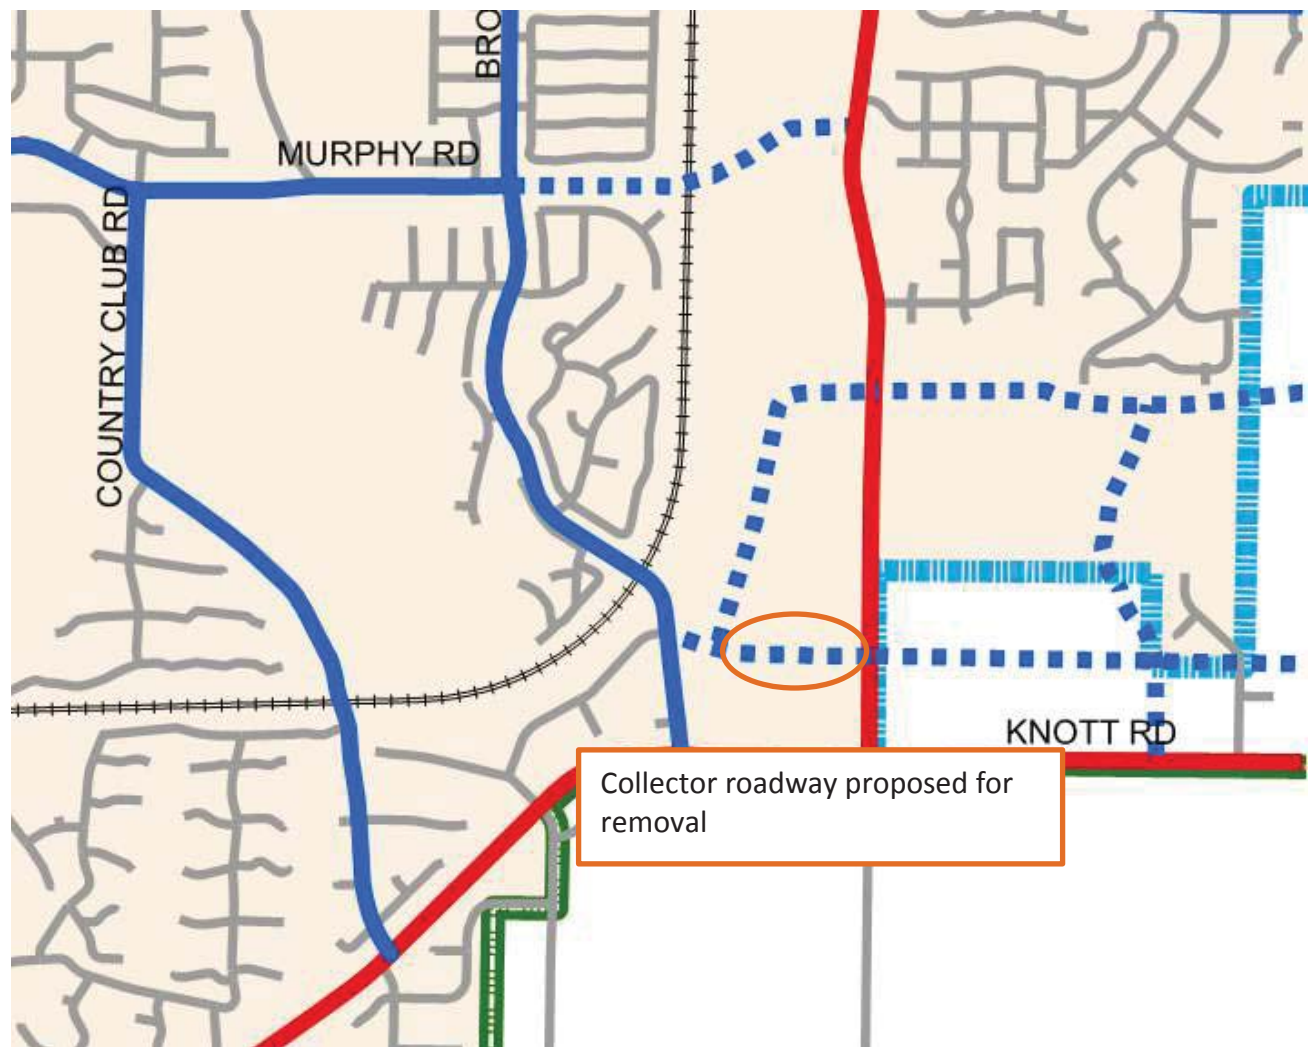 BRO
MURPHY RD
COUNTRY CLUB RD
KNOTT RD
Collector roadway proposed for
removal